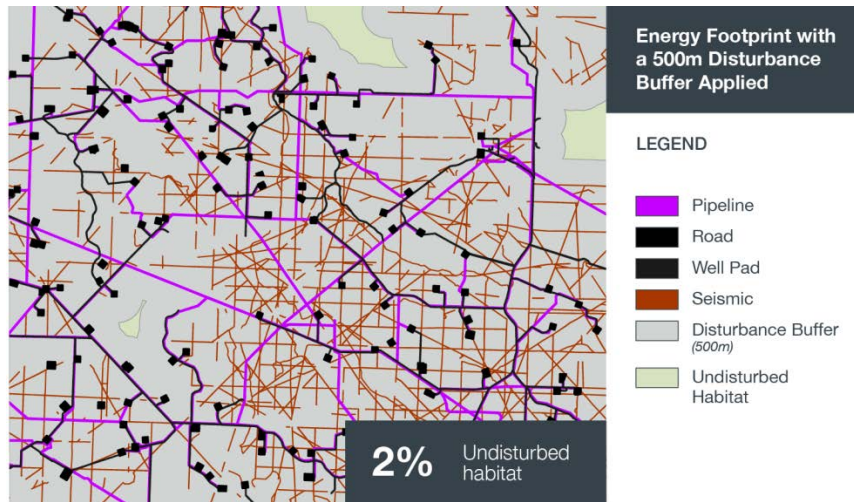 Energy Footprint with
a 500m Disturbance
Buffer Applied
LEGEND
Pipeline
Road
Well Pad
Seismic
Disturbance Buffer
(500m)
Undisturbed
Habitat
2%
Undisturbed
habitat